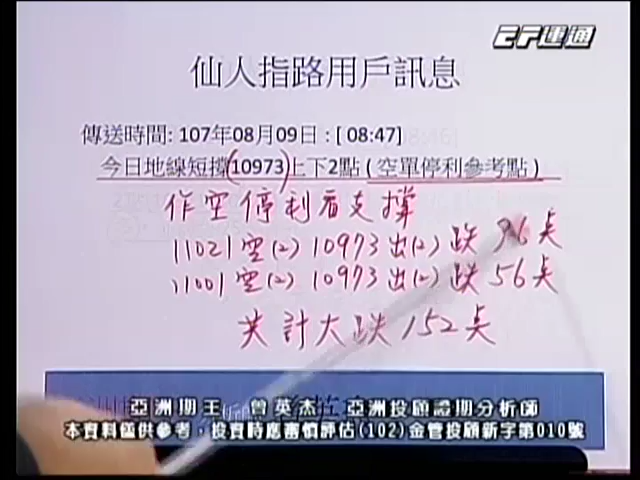 EF運通
仙人指路用戶訊息
傳送時間: 107年08月09日 : [ 08:47]
今日地線短撐(10973)上下2點 ( 空單停利參考點 )
作空停利看支撐
11021空(2) 10973出(2) 跌 96点
11001空(2) 10973出(2) 跌 56点
共計大跌152点
亞洲期王 曾英杰 亞洲投顧證期分析師
本資料僅供參考，投資時應審慎評估(102)金管投顧新字第010號